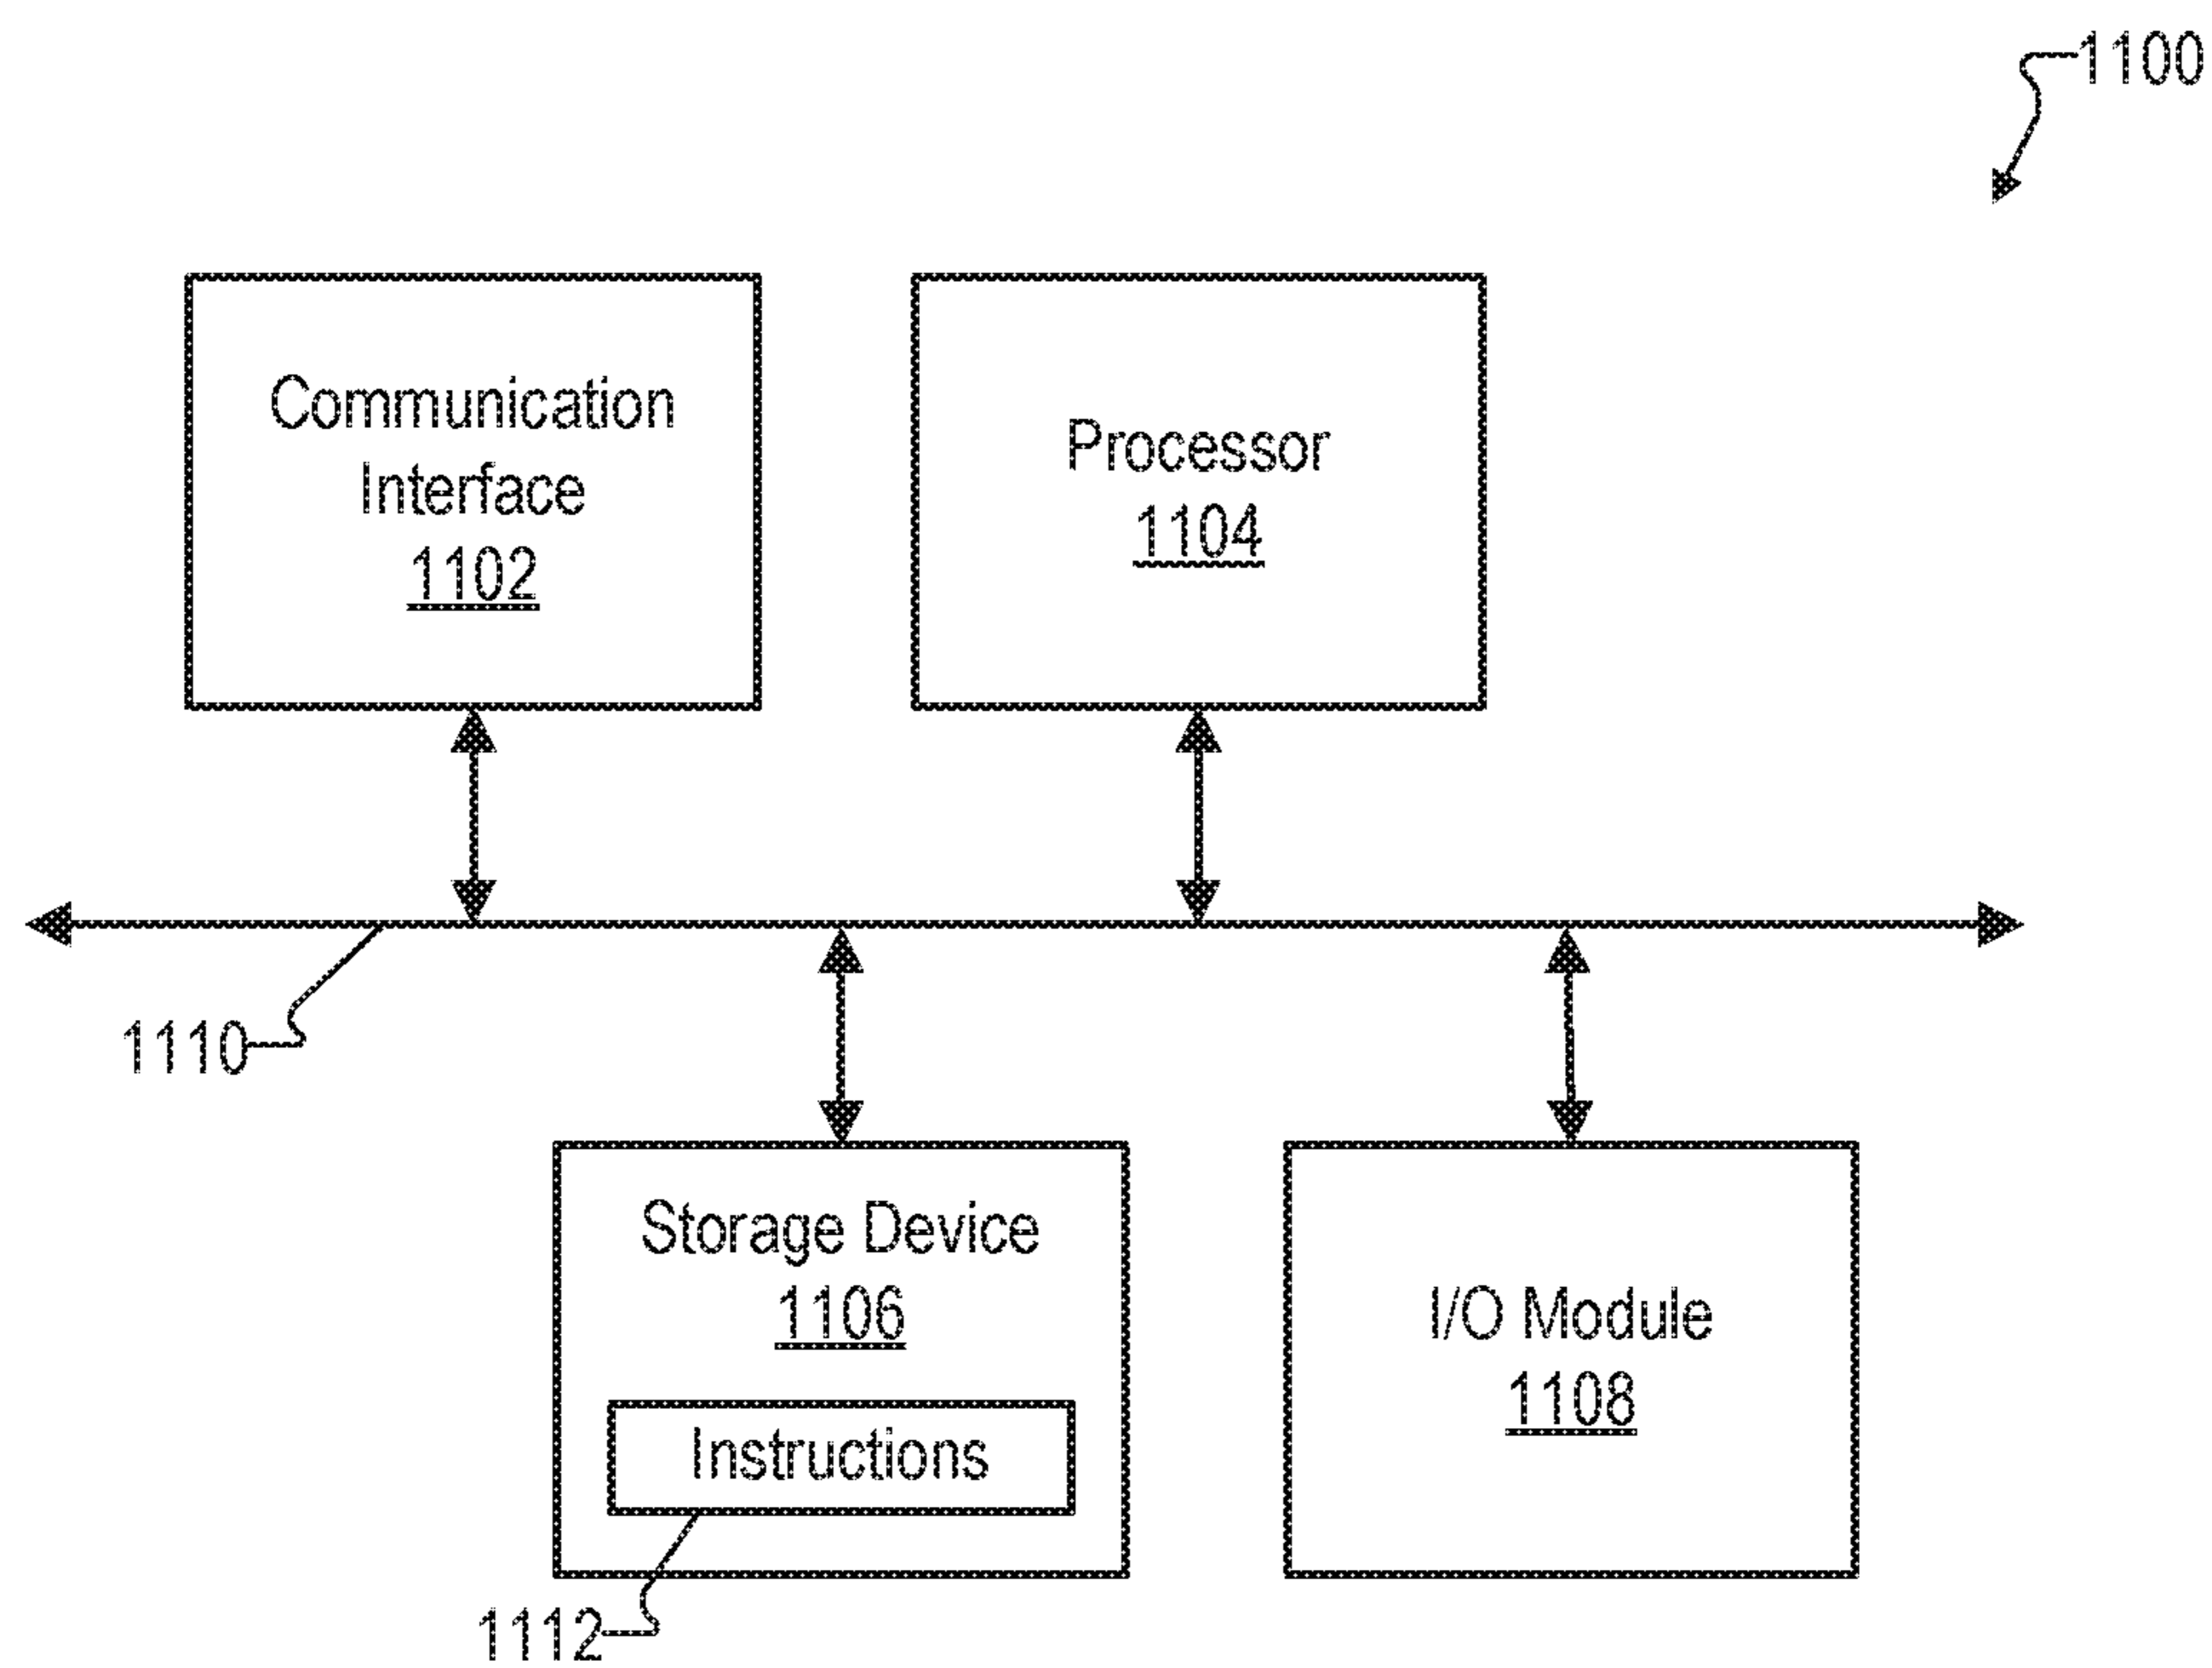 1100
Communication
Interface
1102
Processor
1104
1110
Storage Device
1106
Instructions
1112
I/O Module
1108